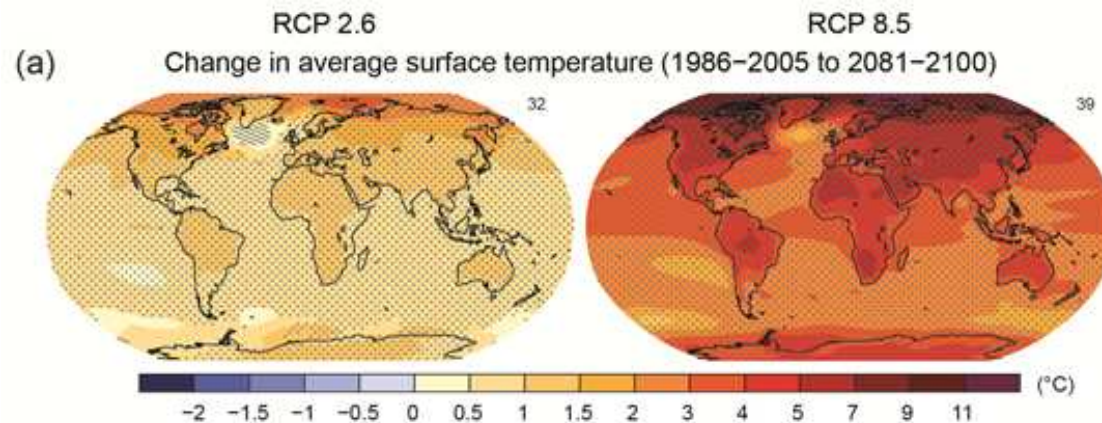 RCP 2.6 RCP 8.5
(a) Change in average surface temperature (1986−2005 to 2081−2100)
32 39
(°C)
−2 −1.5 −1 −0.5 0 0.5 1 1.5 2 3 4 5 7 9 11